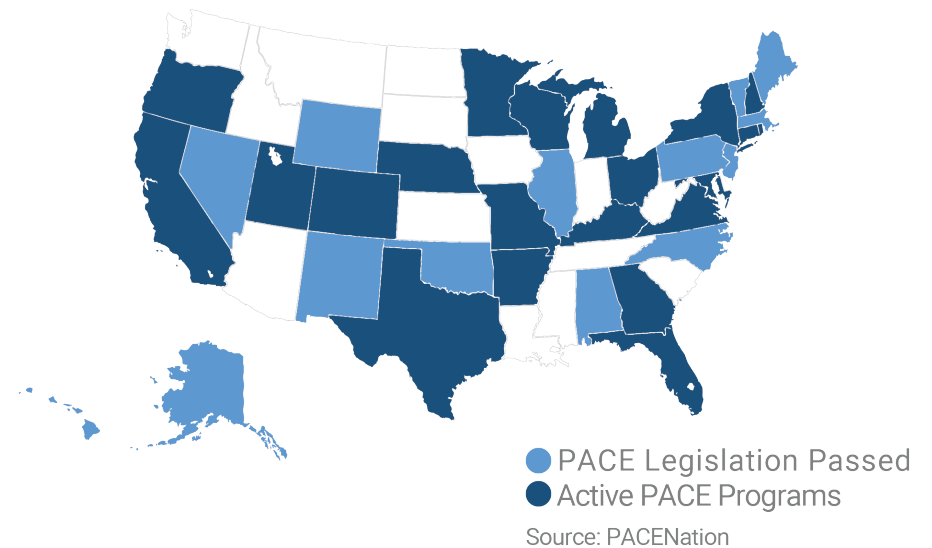 PACE Legislation Passed
Active PACE Programs
Source: PACENation